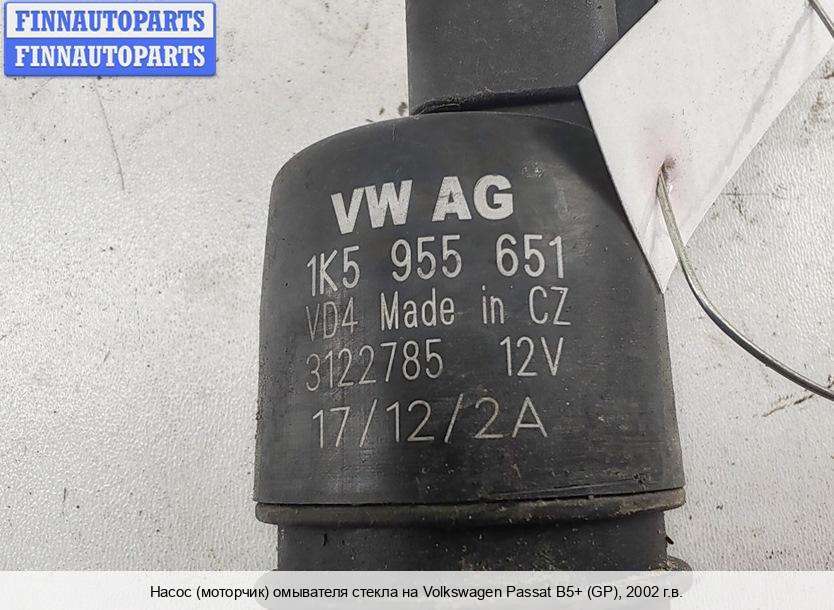 FINNAUTOPARTS
FINNAUTOPARTS
VW AG
1K5 955 651
VD4 Made in CZ
3122785 12V
17/12/2A
Насос (моторчик) омывателя стекла на Volkswagen Passat B5+ (GP), 2002 г.в.